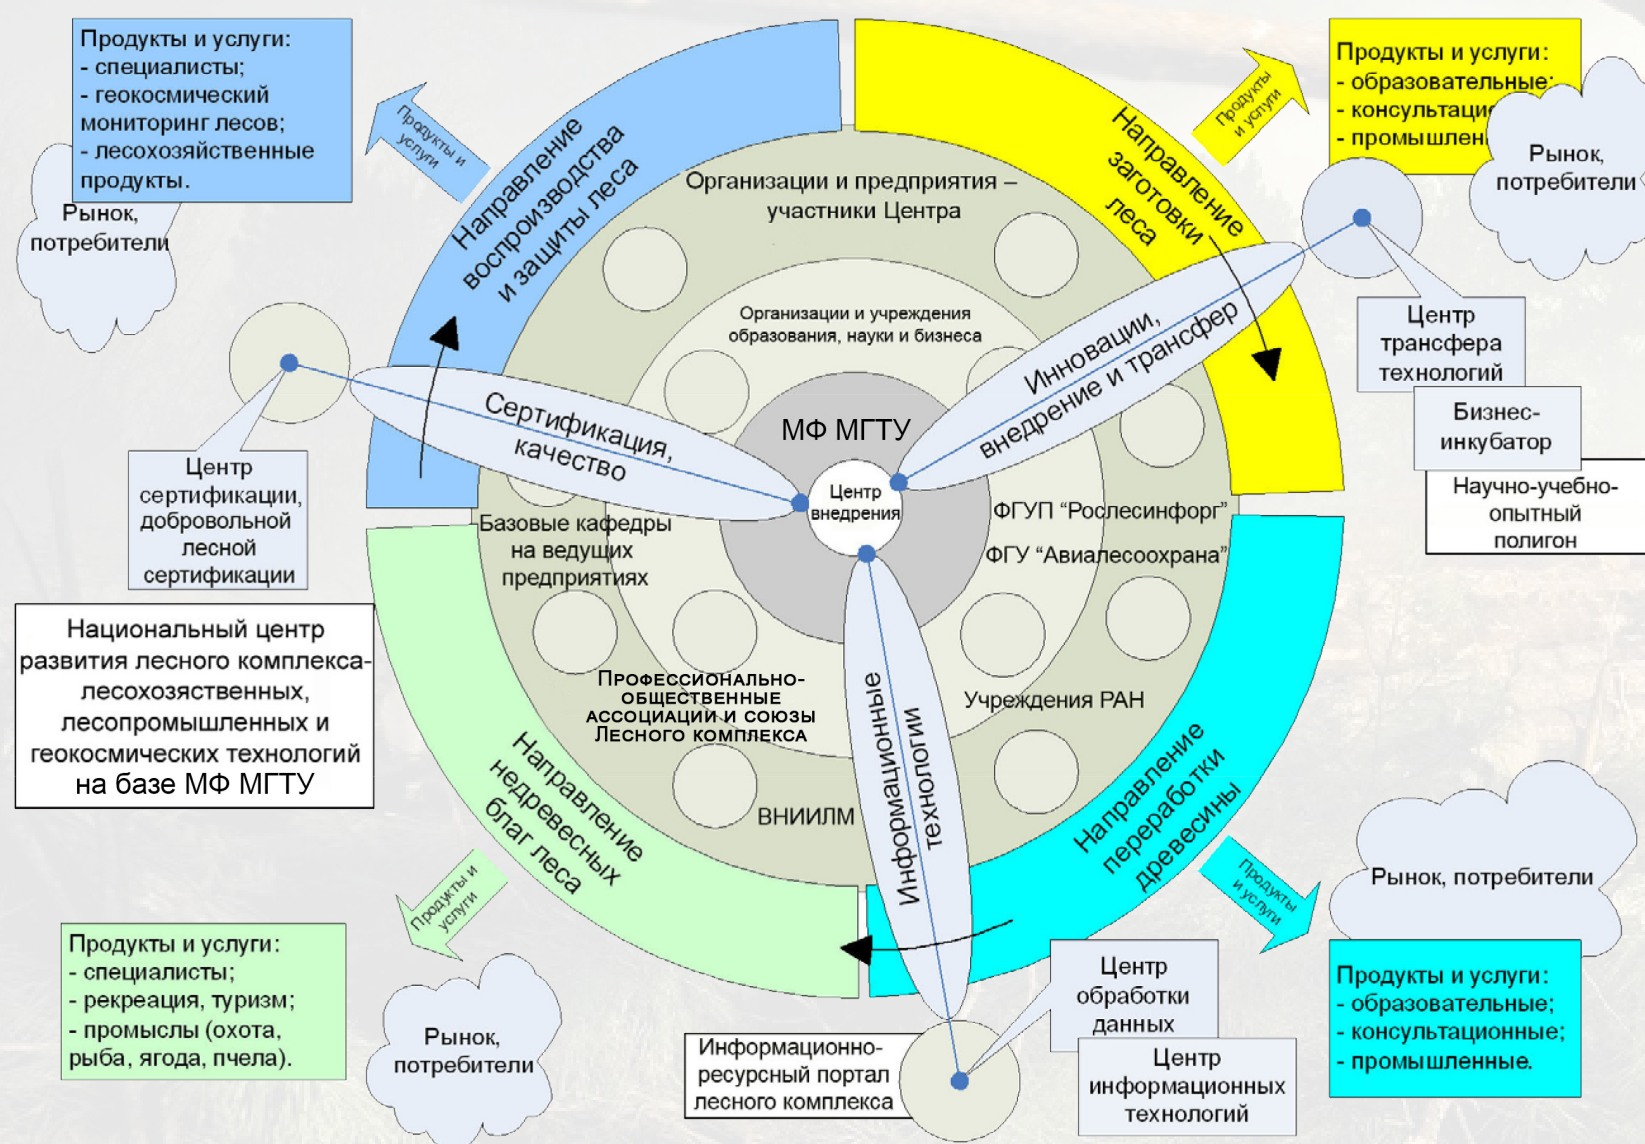 Продукты и услуги:
- специалисты;
- геокосмический
мониторинг лесов;
- лесохозяйственные
продукты.
Рынок,
потребители
Продукты и
услуги
Направление
воспроизводства
и защиты леса
Направление
заготовки
леса
Продукты
и услуги
Продукты и услуги:
- образовательные;
- консультацио
- промышлен
Рынок,
потребители
Организации и предприятия –
участники Центра
Организации и учреждения
образования, науки и бизнеса
МФ МГТУ
Центр
внедрения
Сертификация,
качество
Инновации,
внедрение и трансфер
Информационные
технологии
Центр
трансфера
технологий
Бизнес-
инкубатор
Научно-учебно-
опытный
полигон
Центр
сертификации,
добровольной
лесной
сертификации
Базовые кафедры
на ведущих
предприятиях
ФГУП “Рослесинфорг”
ФГУ “Авиалесоохрана”
Национальный центр
развития лесного комплекса-
лесохозяственных,
лесопромышленных и
геокосмических технологий
на базе МФ МГТУ
Профессионально-
общественные
ассоциации и союзы
Лесного комплекса
Учреждения РАН
ВНИИЛМ
Направление
недревесных
благ леса
Направление
переработки
древесины
Продукты и
услуги
Продукты
и услуги
Рынок, потребители
Продукты и услуги:
- специалисты;
- рекреация, туризм;
- промыслы (охота,
рыба, ягода, пчела).
Рынок,
потребители
Информационно-
ресурсный портал
лесного комплекса
Центр
обработки
данных
Центр
информационных
технологий
Продукты и услуги:
- образовательные;
- консультационные;
- промышленные.